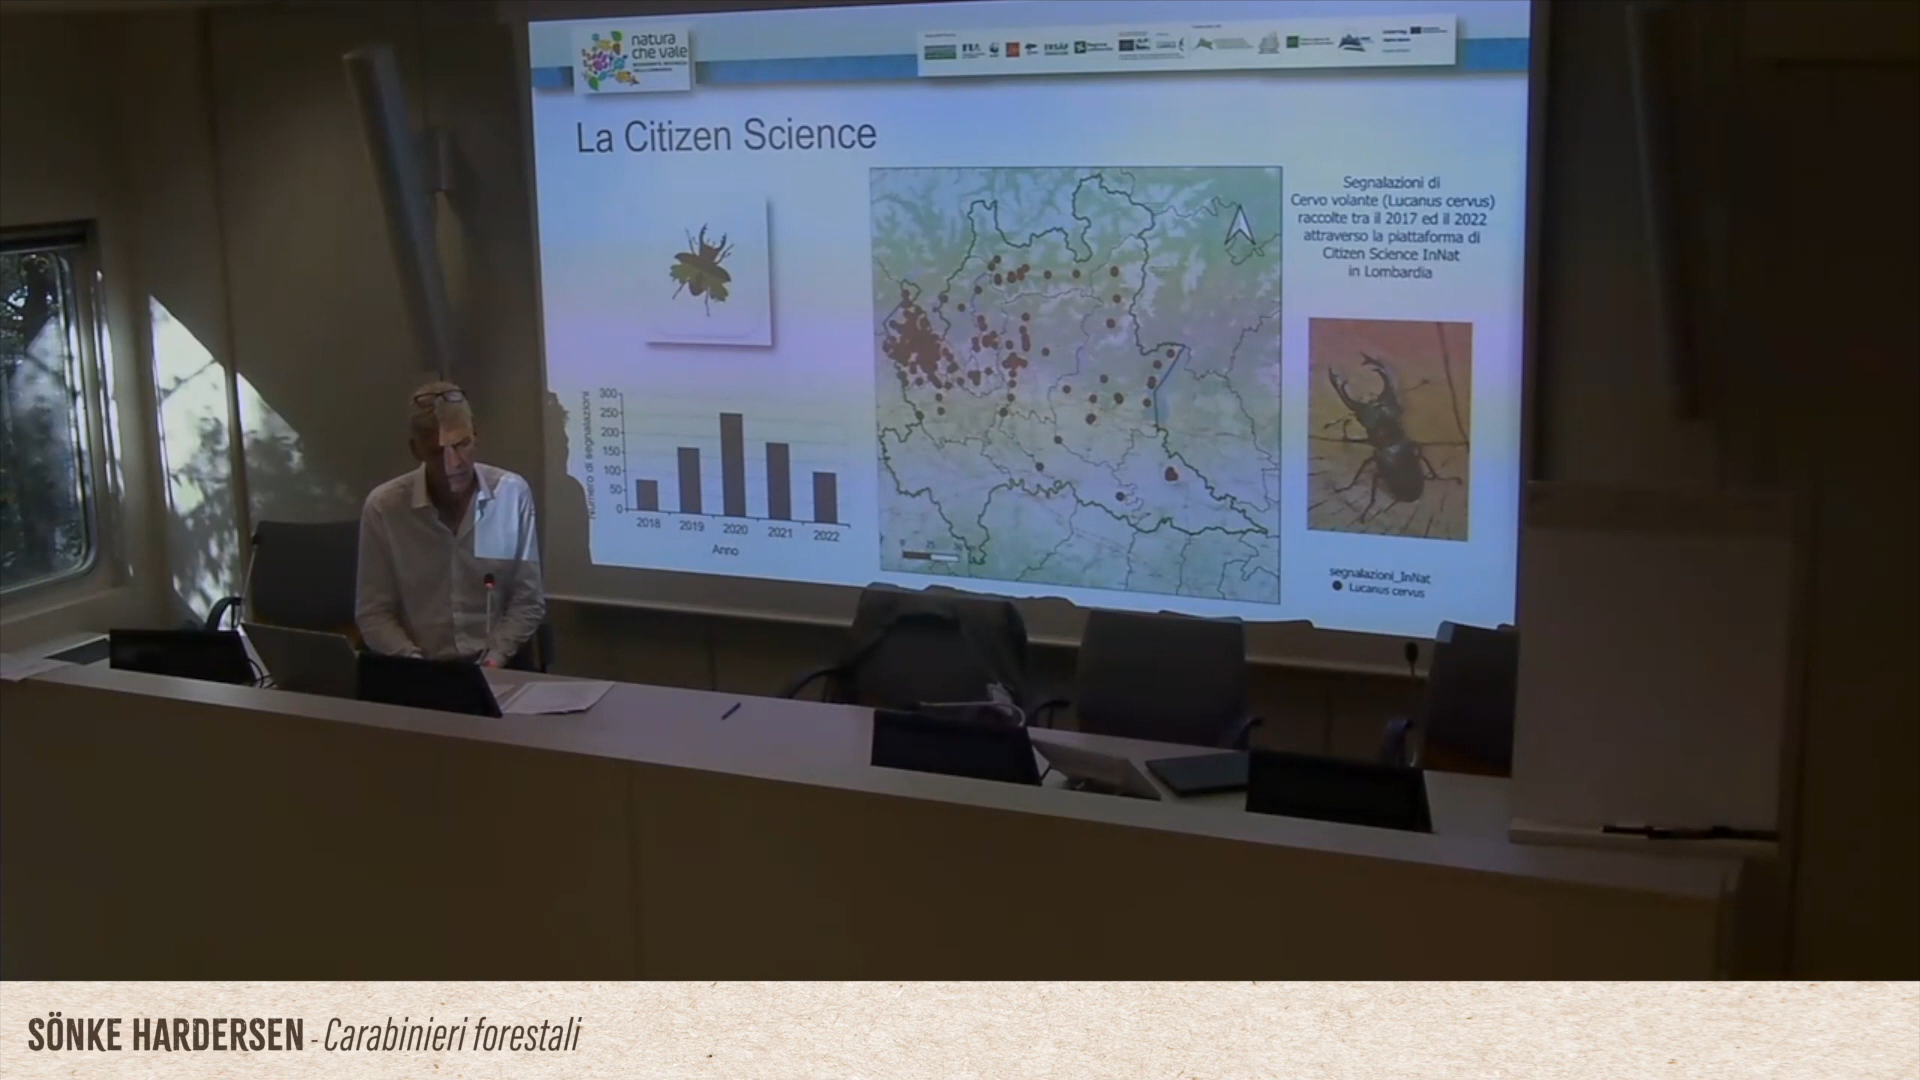 natura
che vale
La Citizen Science
Segnalazioni di
Cervo volante (Lucanus cervus)
raccolte tra il 2017 ed il 2022
attraverso la piattaforma di
Citizen Science InNat
in Lombardia
Numero di segnalazioni
300
250
200
150
100
50
0
2018 2019 2020 2021 2022
Anno
0 25
segnalazioni_InNat
Lucanus cervus
SÖNKE HARDERSEN - Carabinieri forestali